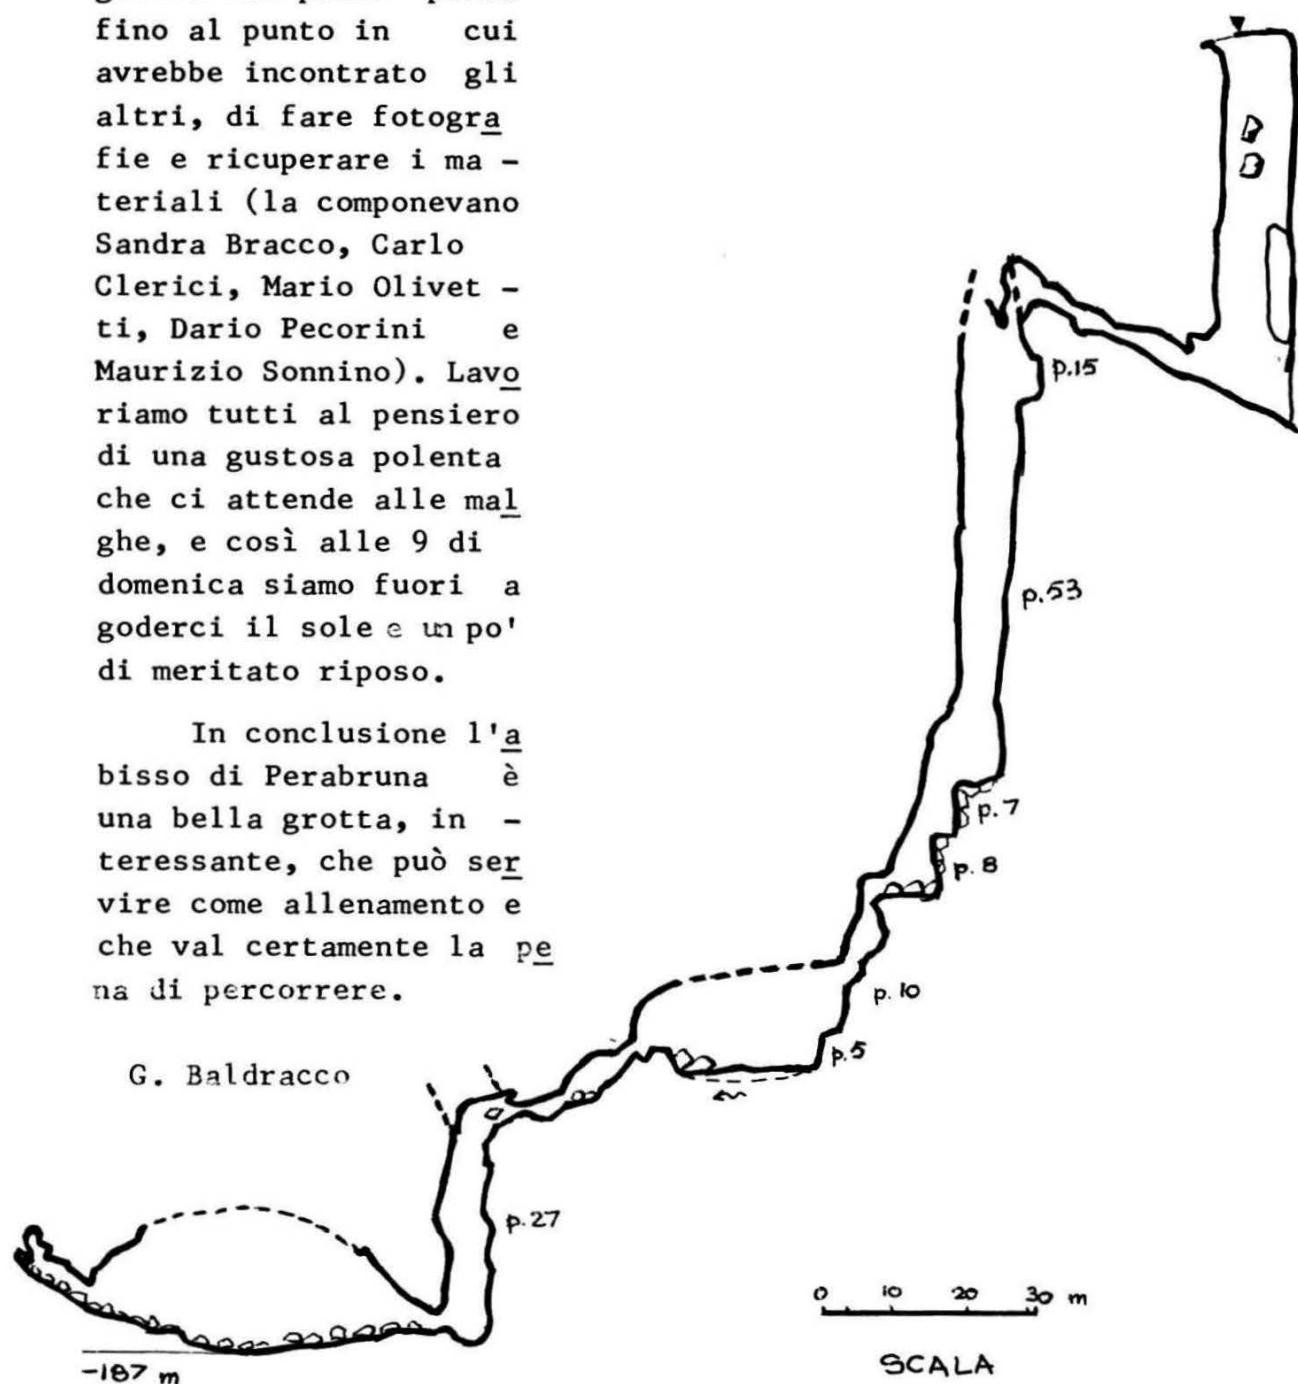 fino al punto in cui
avrebbe incontrato gli
altri, di fare fotogra
fie e ricuperare i ma -
teriali (la componevano
Sandra Bracco, Carlo
Clerici, Mario Olivet -
ti, Dario Pecorini e
Maurizio Sonnino). Lavo
riamo tutti al pensiero
di una gustosa polenta
che ci attende alle mal
ghe, e così alle 9 di
domenica siamo fuori a
goderci il sole e un po'
di meritato riposo.
In conclusione l'a
bisso di Perabruna è
una bella grotta, in -
teressante, che può ser
vire come allenamento e
che val certamente la pe
na di percorrere.
G. Baldracco
p.15
p.53
p.7
p.8
p.10
p.5
p.27
-187 m
0 10 20 30 m
SCALA